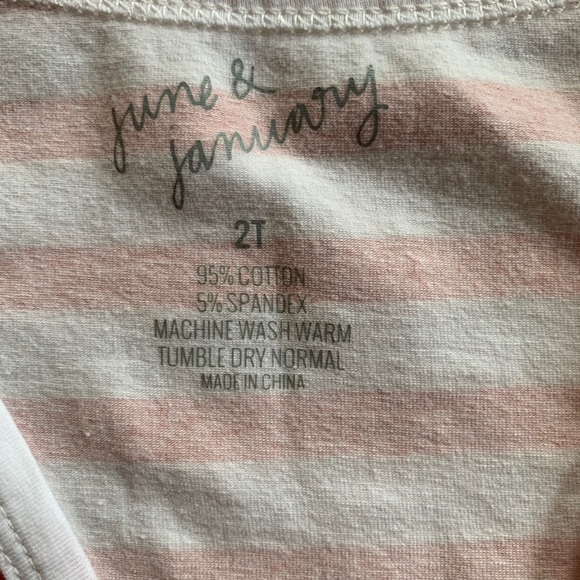 june &
january
2T
95% COTTON
5% SPANDEX
MACHINE WASH WARM
TUMBLE DRY NORMAL
MADE IN CHINA